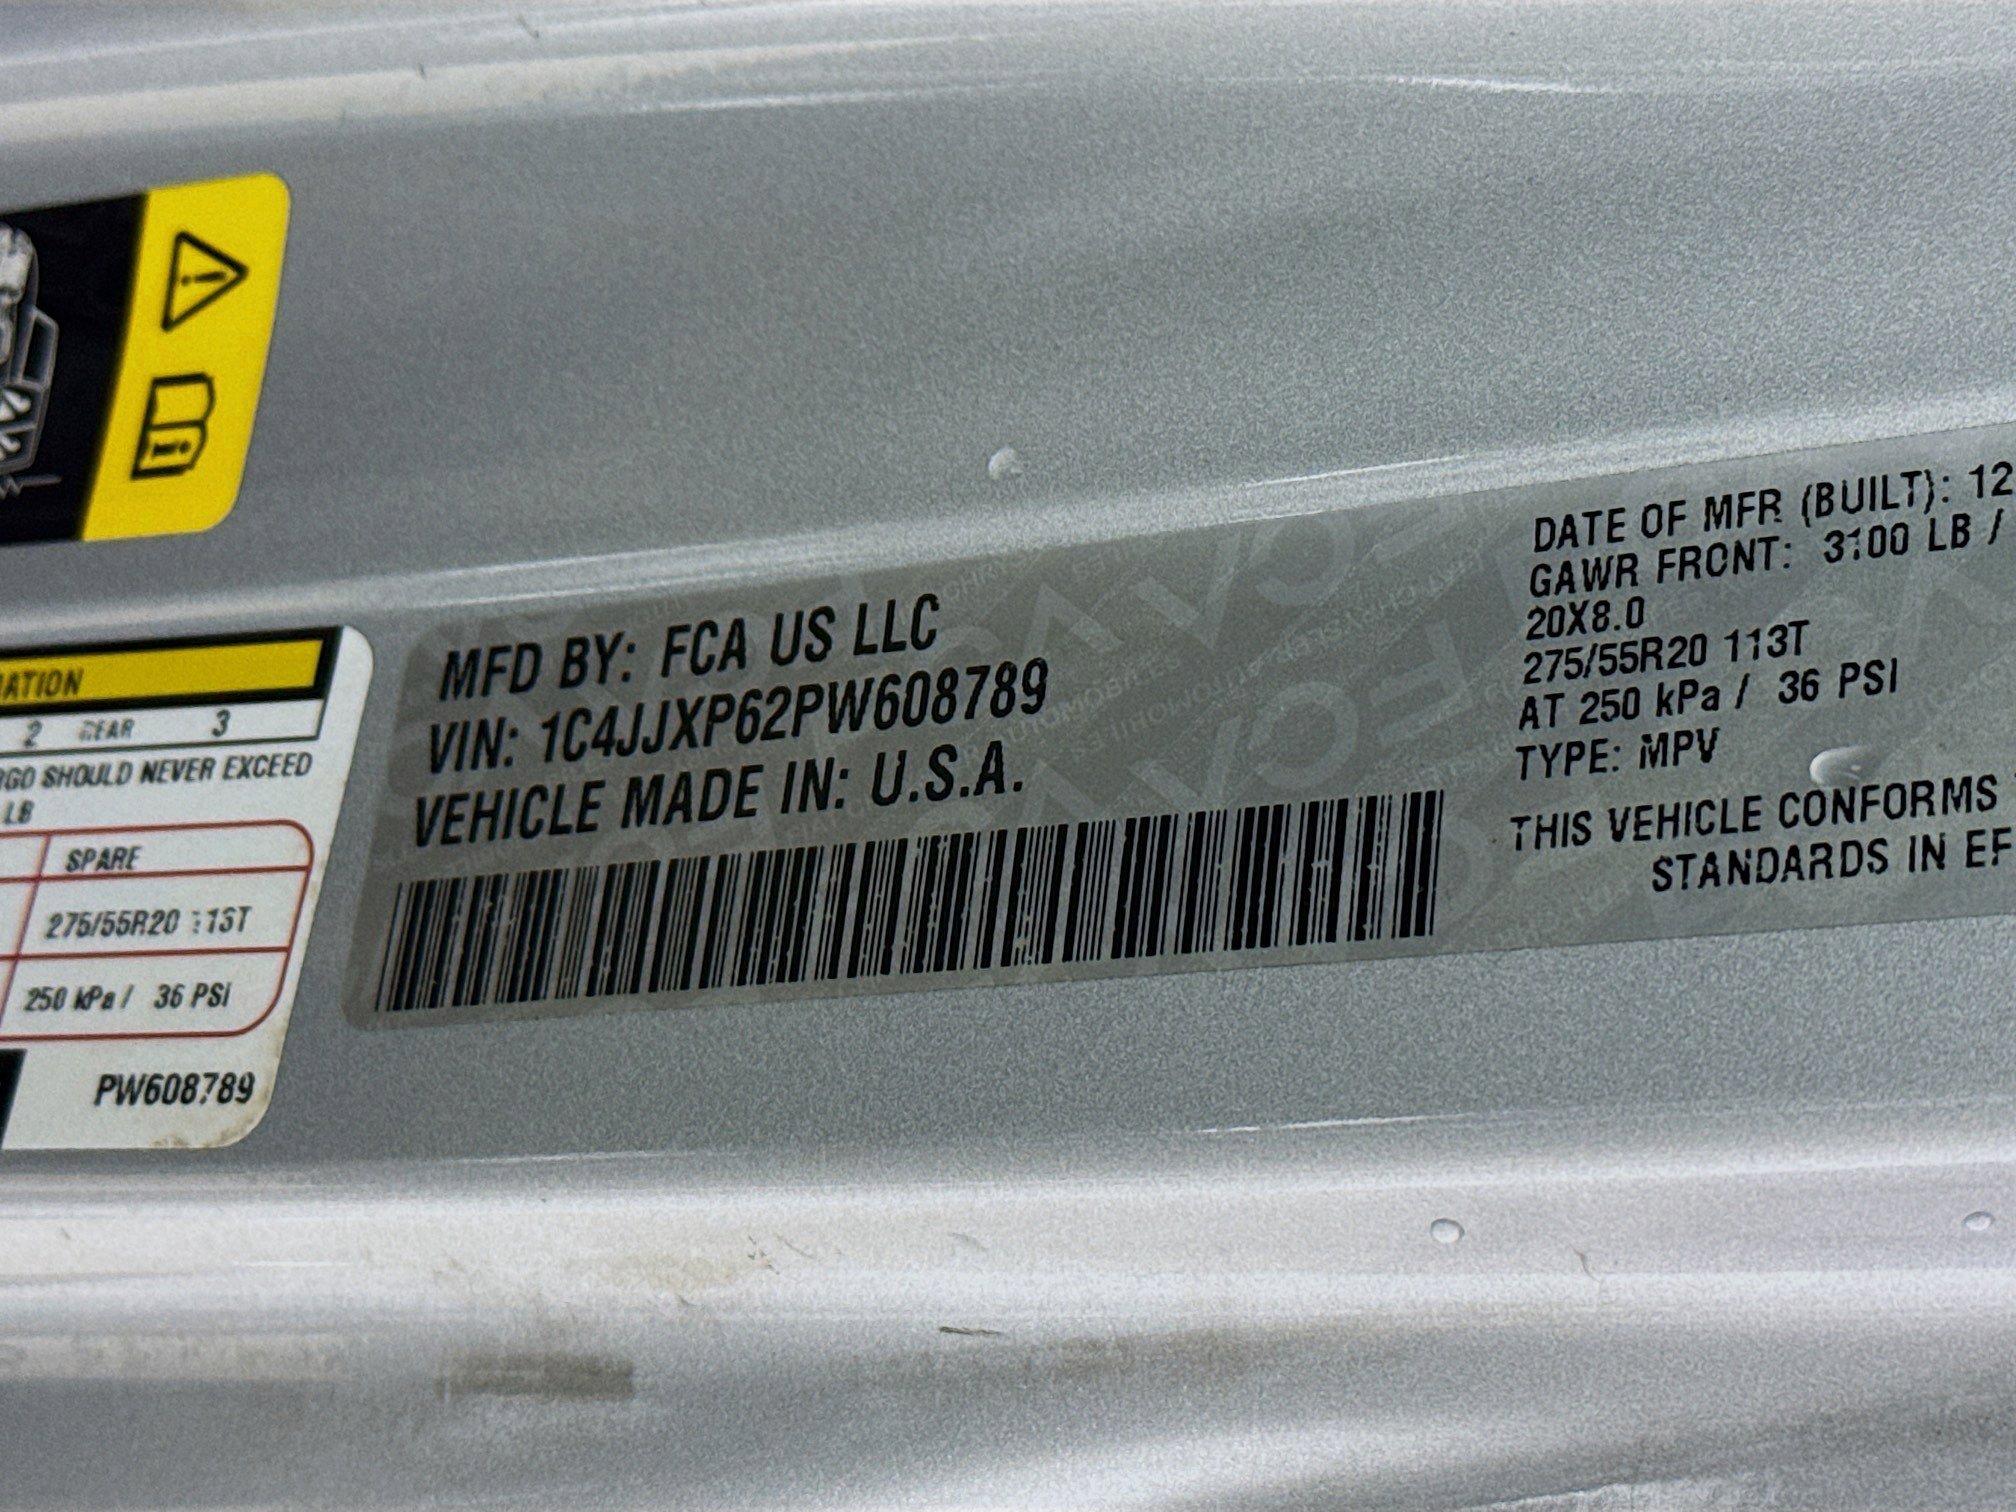 ATION
2 REAR 3
RGO SHOULD NEVER EXCEED
LB
SPARE
275/55R20 113T
250 kPa / 36 PSI
PW608789
MFD BY: FCA US LLC
VIN: 1C4JJXP62PW608789
VEHICLE MADE IN: U.S.A.
DATE OF MFR (BUILT): 12
GAWR FRONT: 3100 LB /
20X8.0
275/55R20 113T
AT 250 kPa / 36 PSI
TYPE: MPV
THIS VEHICLE CONFORMS
STANDARDS IN EF